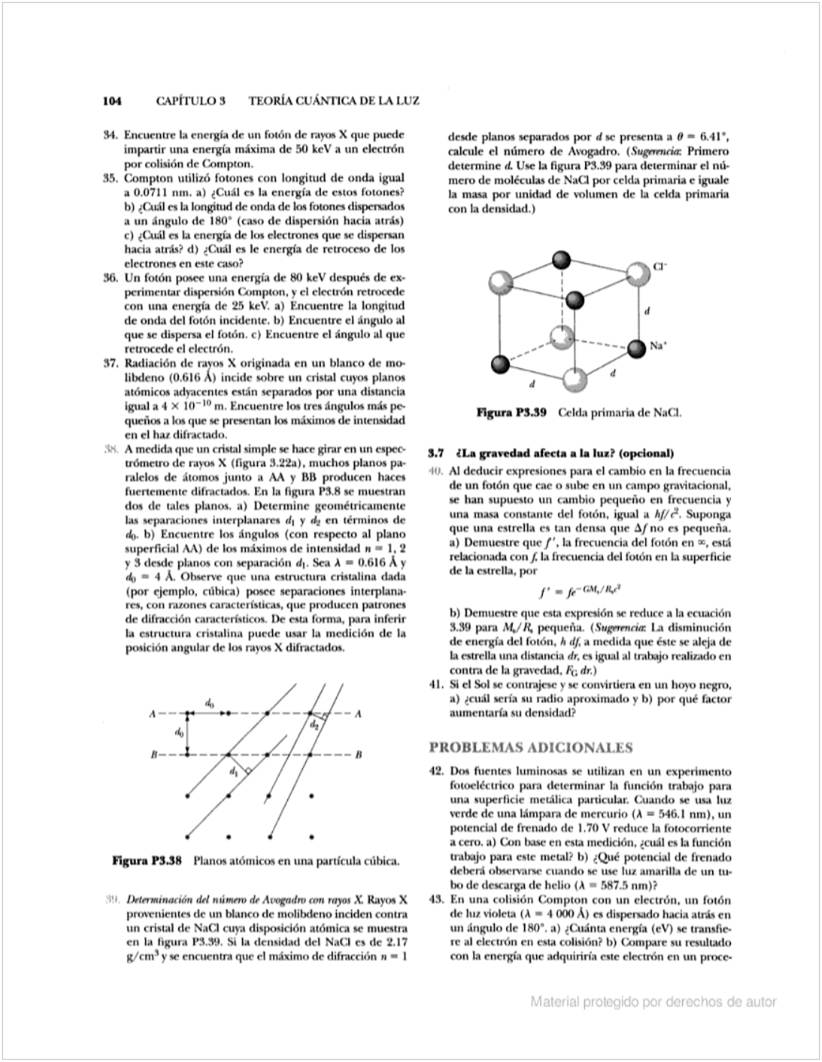 104 CAPÍTULO 3 TEORÍA CUÁNTICA DE LA LUZ
34. Encuentre la energía de un fotón de rayos X que puede
impartir una energía máxima de 50 keV a un electrón
por colisión de Compton.
35. Compton utilizó fotones con longitud de onda igual
a 0.0711 nm. a) ¿Cuál es la energía de estos fotones?
b) ¿Cuál es la longitud de onda de los fotones dispersados
a un ángulo de 180° (caso de dispersión hacia atrás)
c) ¿Cuál es la energía de los electrones que se dispersan
hacia atrás? d) ¿Cuál es le energía de retroceso de los
electrones en este caso?
36. Un fotón posee una energía de 80 keV después de ex-
perimentar dispersión Compton, y el electrón retrocede
con una energía de 25 keV. a) Encuentre la longitud
de onda del fotón incidente. b) Encuentre el ángulo al
que se dispersa el fotón. c) Encuentre el ángulo al que
retrocede el electrón.
37. Radiación de rayos X originada en un blanco de mo-
libdeno (0.616 Å) incide sobre un cristal cuyos planos
atómicos adyacentes están separados por una distancia
igual a 4 × 10⁻¹⁰ m. Encuentre los tres ángulos más pe-
queños a los que se presentan los máximos de intensidad
en el haz difractado.
38. A medida que un cristal simple se hace girar en un espec-
trómetro de rayos X (figura 3.22a), muchos planos pa-
ralelos de átomos junto a AA y BB producen haces
fuertemente difractados. En la figura P3.8 se muestran
dos de tales planos. a) Determine geométricamente
las separaciones interplanares d₁ y d₂ en términos de
d₀. b) Encuentre los ángulos (con respecto al plano
superficial AA) de los máximos de intensidad n = 1, 2
y 3 desde planos con separación d₁. Sea λ = 0.616 Å y
d₀ = 4 Å. Observe que una estructura cristalina dada
(por ejemplo, cúbica) posee separaciones interplana-
res, con razones características, que producen patrones
de difracción característicos. De esta forma, para inferir
la estructura cristalina puede usar la medición de la
posición angular de los rayos X difractados.
d₀
A A
d₀ d₂
B B
d₁
Figura P3.38 Planos atómicos en una partícula cúbica.
39. Determinación del número de Avogadro con rayos X. Rayos X
provenientes de un blanco de molibdeno inciden contra
un cristal de NaCl cuya disposición atómica se muestra
en la figura P3.39. Si la densidad del NaCl es de 2.17
g/cm³ y se encuentra que el máximo de difracción n = 1
desde planos separados por d se presenta a θ = 6.41°,
calcule el número de Avogadro. (Sugerencia: Primero
determine d. Use la figura P3.39 para determinar el nú-
mero de moléculas de NaCl por celda primaria e iguale
la masa por unidad de volumen de la celda primaria
con la densidad.)
Cl⁻
d
Na⁺
d
d
Figura P3.39 Celda primaria de NaCl.
3.7 ¿La gravedad afecta a la luz? (opcional)
40. Al deducir expresiones para el cambio en la frecuencia
de un fotón que cae o sube en un campo gravitacional,
se han supuesto un cambio pequeño en frecuencia y
una masa constante del fotón, igual a hf/c². Suponga
que una estrella es tan densa que Δf no es pequeña.
a) Demuestre que f', la frecuencia del fotón en ∞, está
relacionada con f, la frecuencia del fotón en la superficie
de la estrella, por
f' = fe^(−GMₛ/Rₛc²)
b) Demuestre que esta expresión se reduce a la ecuación
3.39 para Mₛ/Rₛ pequeña. (Sugerencia: La disminución
de energía del fotón, h df, a medida que éste se aleja de
la estrella una distancia dr, es igual al trabajo realizado en
contra de la gravedad, F_G dr.)
41. Si el Sol se contrajese y se convirtiera en un hoyo negro,
a) ¿cuál sería su radio aproximado y b) por qué factor
aumentaría su densidad?
PROBLEMAS ADICIONALES
42. Dos fuentes luminosas se utilizan en un experimento
fotoeléctrico para determinar la función trabajo para
una superficie metálica particular. Cuando se usa luz
verde de una lámpara de mercurio (λ = 546.1 nm), un
potencial de frenado de 1.70 V reduce la fotocorriente
a cero. a) Con base en esta medición, ¿cuál es la función
trabajo para este metal? b) ¿Qué potencial de frenado
deberá observarse cuando se use luz amarilla de un tu-
bo de descarga de helio (λ = 587.5 nm)?
43. En una colisión Compton con un electrón, un fotón
de luz violeta (λ = 4 000 Å) es dispersado hacia atrás en
un ángulo de 180°. a) ¿Cuánta energía (eV) se transfie-
re al electrón en esta colisión? b) Compare su resultado
con la energía que adquiriría este electrón en un proce-
Material protegido por derechos de autor